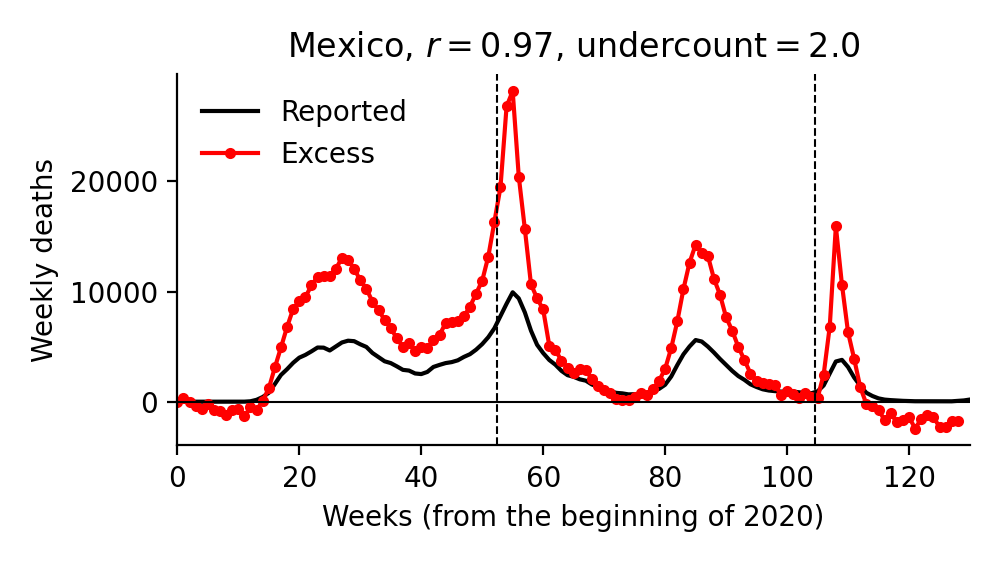 Mexico, r = 0.97, undercount = 2.0
Reported
Excess
Weekly deaths
20000
10000
0
0 20 40 60 80 100 120
Weeks (from the beginning of 2020)